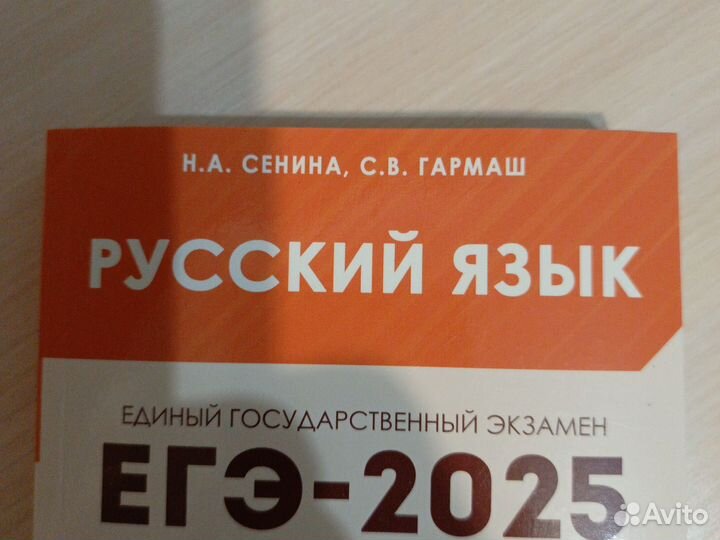 Н.А. СЕНИНА, С.В. ГАРМАШ
РУССКИЙ ЯЗЫК
ЕДИНЫЙ ГОСУДАРСТВЕННЫЙ ЭКЗАМЕН
ЕГЭ-2025
Avito